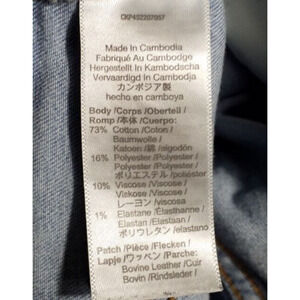 Made In Cambodia
Fabriqué Au Cambodge
Hergestellt In Kambodscha
Vervaardigd In Cambodja
カンボジア製
hecho en camboya
Body /Corps /Oberteil /
Romp /本体 /Cuerpo:
73% Cotton /Coton /
Baumwolle /
Katoen /綿 /algodón
16% Polyester /Polyester /
Polyester /Polyester /
ポリエステル /poliéster
10% Viscose /Viscose /
Viskose /Viscose /
レーヨン /viscosa
1% Elastane /Élasthanne /
Elastan /Elastaan /
ポリウレタン /elastano
Patch /Pièce /Flecken /
Lapje /ワッペン /Parche:
Bovine Leather /Cuir
Bovin /Rindsleder /